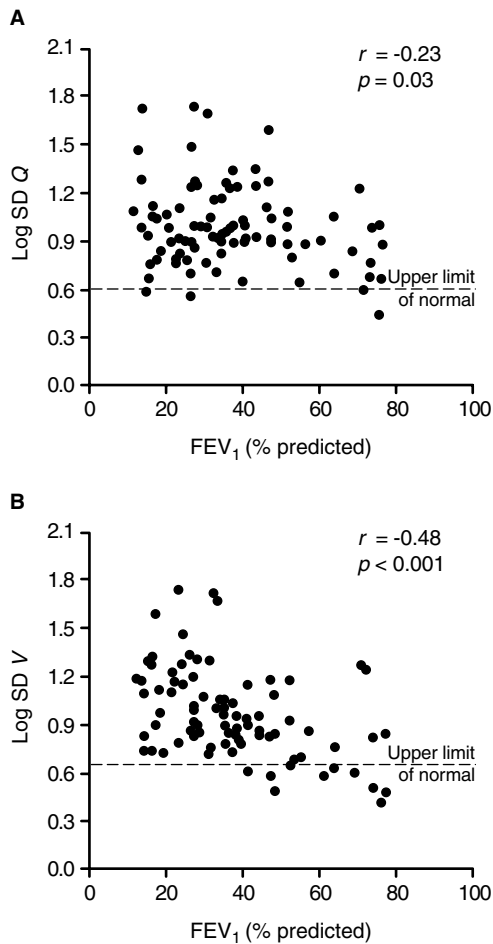 A
2.1
r = -0.23
p = 0.03
1.8
1.5
1.2
0.9
0.6
0.3
0.0
Log SD Q
Upper limit
of normal
0 20 40 60 80 100
FEV1 (% predicted)
B
2.1
r = -0.48
p < 0.001
1.8
1.5
1.2
0.9
0.6
0.3
0.0
Log SD V
Upper limit
of normal
0 20 40 60 80 100
FEV1 (% predicted)